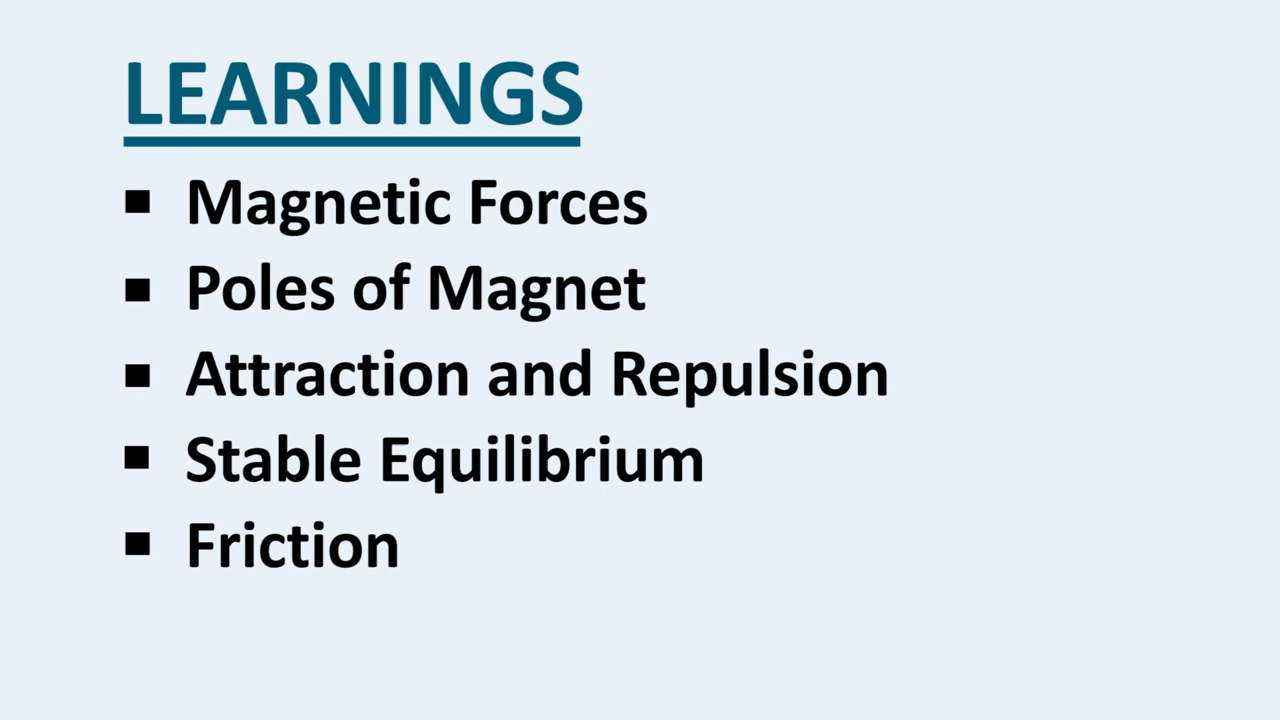 LEARNINGS
▪ Magnetic Forces
▪ Poles of Magnet
▪ Attraction and Repulsion
▪ Stable Equilibrium
▪ Friction